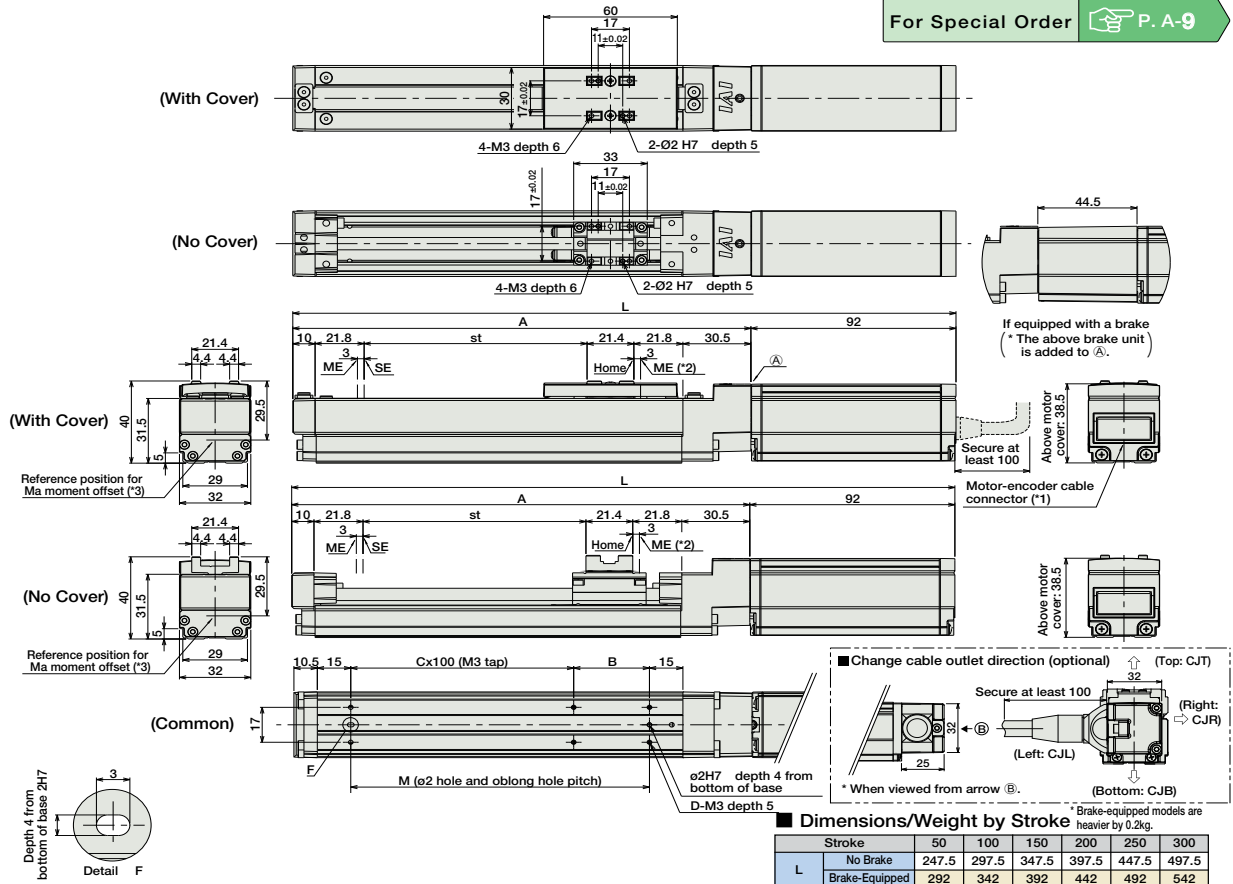 For Special Order P. A-9
60
17
11±0.02
(With Cover)
30
17±0.02
IAI
4-M3 depth 6
2-Ø2 H7 depth 5
33
17
11±0.02
17±0.02
(No Cover)
IAI
4-M3 depth 6
2-Ø2 H7 depth 5
44.5
If equipped with a brake
(* The above brake unit
is added to Ⓐ.)
L
A
92
10
21.8
st
21.4
21.8
30.5
3
ME
SE
Home
3
ME (*2)
Ⓐ
21.4
4.4
4.4
(With Cover)
40
31.5
5
29.5
Reference position for
Ma moment offset (*3)
29
32
Secure at
least 100
Above motor
cover: 38.5
Motor-encoder cable
connector (*1)
L
A
92
10
21.8
st
21.4
21.8
30.5
3
ME
SE
Home
3
ME (*2)
21.4
4.4
4.4
(No Cover)
40
31.5
5
29.5
Reference position for
Ma moment offset (*3)
29
32
Above motor
cover: 38.5
10.5
15
Cx100 (M3 tap)
B
15
(Common)
17
F
M (ø2 hole and oblong hole pitch)
ø2H7 depth 4 from
bottom of base
D-M3 depth 5
■Change cable outlet direction (optional)
(Top: CJT)
32
Secure at least 100
(Right:
CJR)
(Left: CJL)
(Bottom: CJB)
32
Ⓑ
25
* When viewed from arrow Ⓑ.
3
Depth 4 from
bottom of base 2H7
Detail F
■ Dimensions/Weight by Stroke
* Brake-equipped models are
heavier by 0.2kg.
Stroke 50 100 150 200 250 300
L No Brake 247.5 297.5 347.5 397.5 447.5 497.5
Brake-Equipped 292 342 392 442 492 542